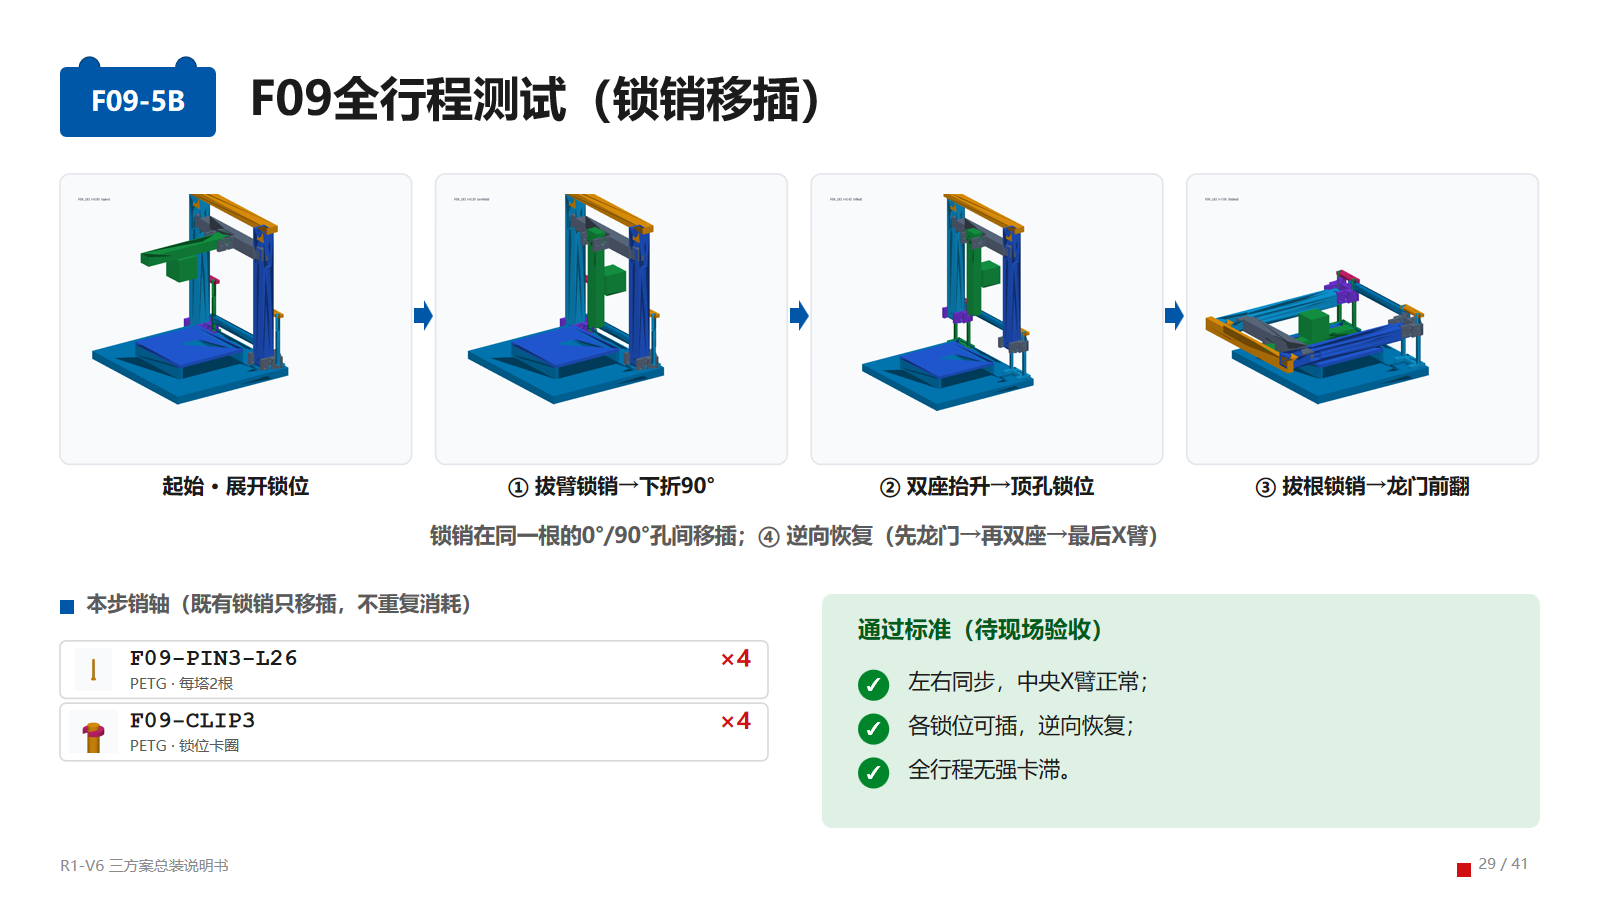 F09-5B
F09全行程测试（锁销移插）
起始·展开锁位
① 拔臂锁销→下折90°
② 双座抬升→顶孔锁位
③ 拔根锁销→龙门前翻
锁销在同一根的0°/90°孔间移插；④ 逆向恢复（先龙门→再双座→最后X臂）
本步销轴（既有锁销只移插，不重复消耗）
F09-PIN3-L26 ×4
PETG · 每塔2根
F09-CLIP3 ×4
PETG · 锁位卡圈
通过标准（待现场验收）
左右同步，中央X臂正常；
各锁位可插，逆向恢复；
全行程无强卡滞。
R1-V6 三方案总装说明书
29 / 41